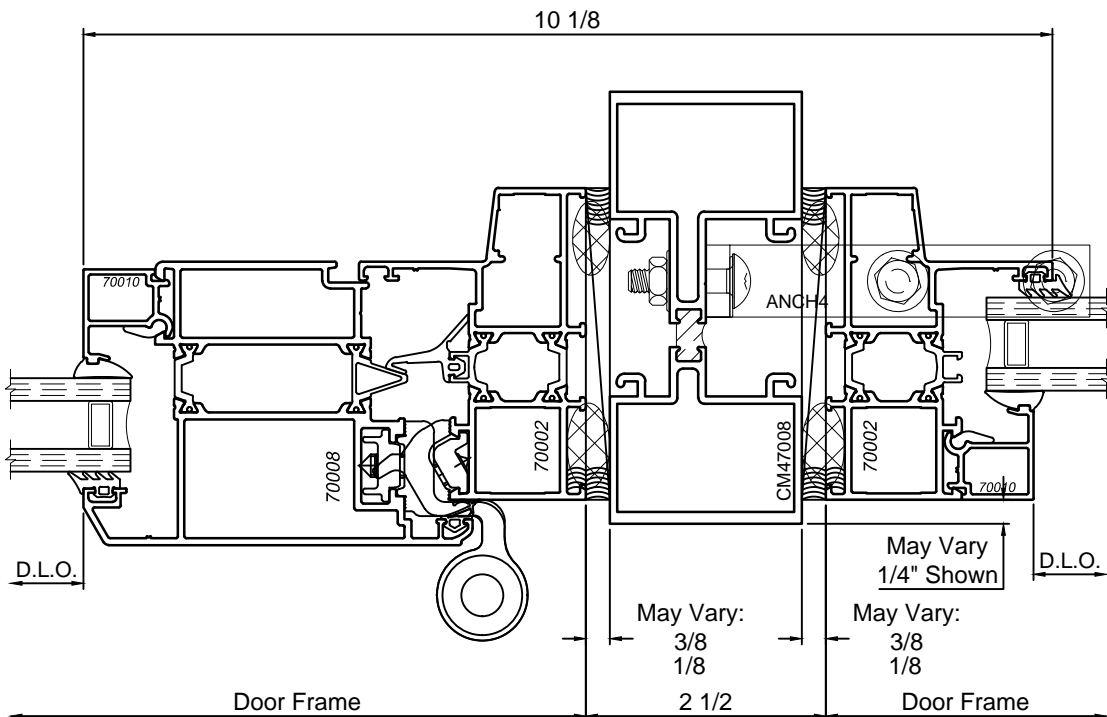 10 1/8
70010
ANCH4
70008
70002
CM47008
70002
70010
D.L.O.
May Vary
1/4" Shown
D.L.O.
May Vary:
3/8
1/8
May Vary:
3/8
1/8
Door Frame
2 1/2
Door Frame